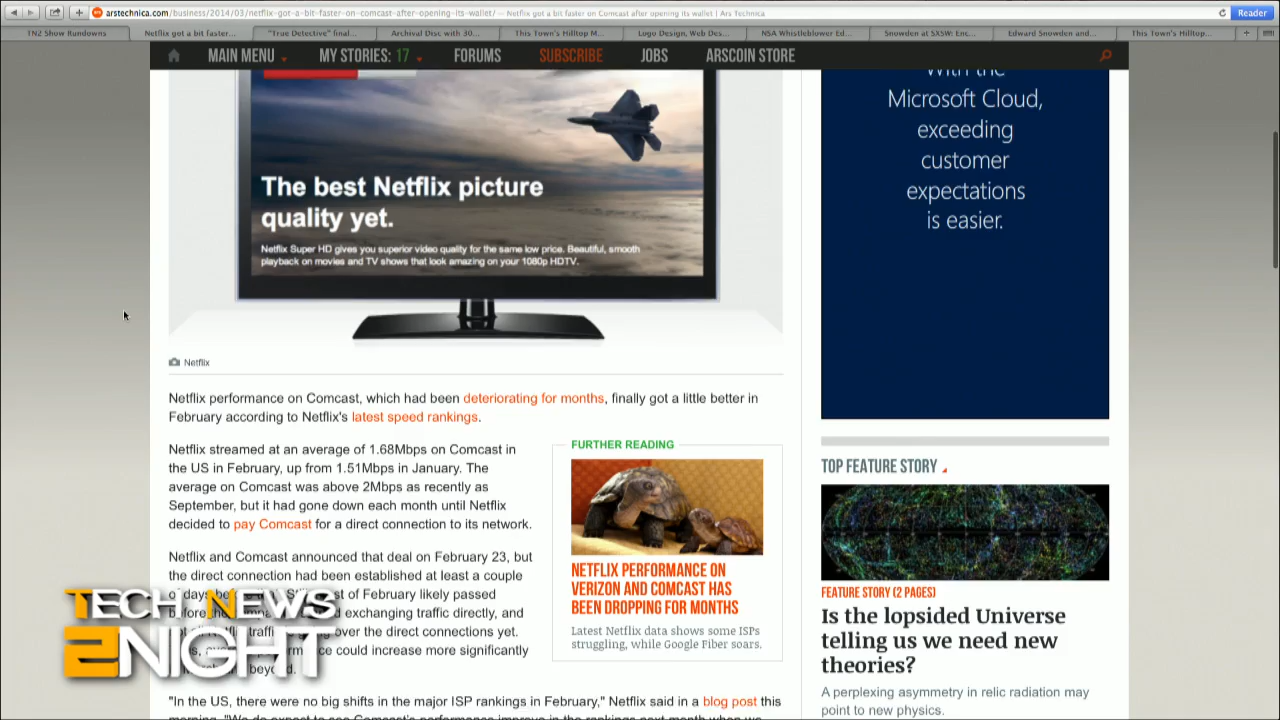 arstechnica.com/business/2014/03/netflix-got-a-bit-faster-on-comcast-after-opening-its-wallet/ — Netflix got a bit faster on Comcast after opening its wallet | Ars Technica
Reader
TN2 Show Rundowns
Netflix got a bit faster...
"True Detective" final...
Archival Disc with 30...
This Town's Hilltop M...
Logo Design, Web Des...
NSA Whistleblower Ed...
Snowden at SXSW: Enc...
Edward Snowden and...
This Town's Hilltop...
MAIN MENU
MY STORIES: 17
FORUMS
SUBSCRIBE
JOBS
ARSCOIN STORE
With the
Microsoft Cloud,
exceeding
customer
expectations
is easier.
The best Netflix picture
quality yet.
Netflix Super HD gives you superior video quality for the same low price. Beautiful, smooth
playback on movies and TV shows that look amazing on your 1080p HDTV.
Netflix
Netflix performance on Comcast, which had been deteriorating for months, finally got a little better in
February according to Netflix's latest speed rankings.
Netflix streamed at an average of 1.68Mbps on Comcast in
the US in February, up from 1.51Mbps in January. The
average on Comcast was above 2Mbps as recently as
September, but it had gone down each month until Netflix
decided to pay Comcast for a direct connection to its network.
Netflix and Comcast announced that deal on February 23, but
the direct connection had been established at least a couple
of days st of February likely passed
before exchanging traffic directly, and
over the direct connections yet.
could increase more significantly
"In the US, there were no big shifts in the major ISP rankings in February," Netflix said in a blog post this
morning. "We do expect to see Comcast's performance improve in the rankings next month when we
FURTHER READING
NETFLIX PERFORMANCE ON
VERIZON AND COMCAST HAS
BEEN DROPPING FOR MONTHS
Latest Netflix data shows some ISPs
struggling, while Google Fiber soars.
TOP FEATURE STORY
FEATURE STORY (2 PAGES)
Is the lopsided Universe
telling us we need new
theories?
A perplexing asymmetry in relic radiation may
point to new physics.
TECH NEWS
2NIGHT